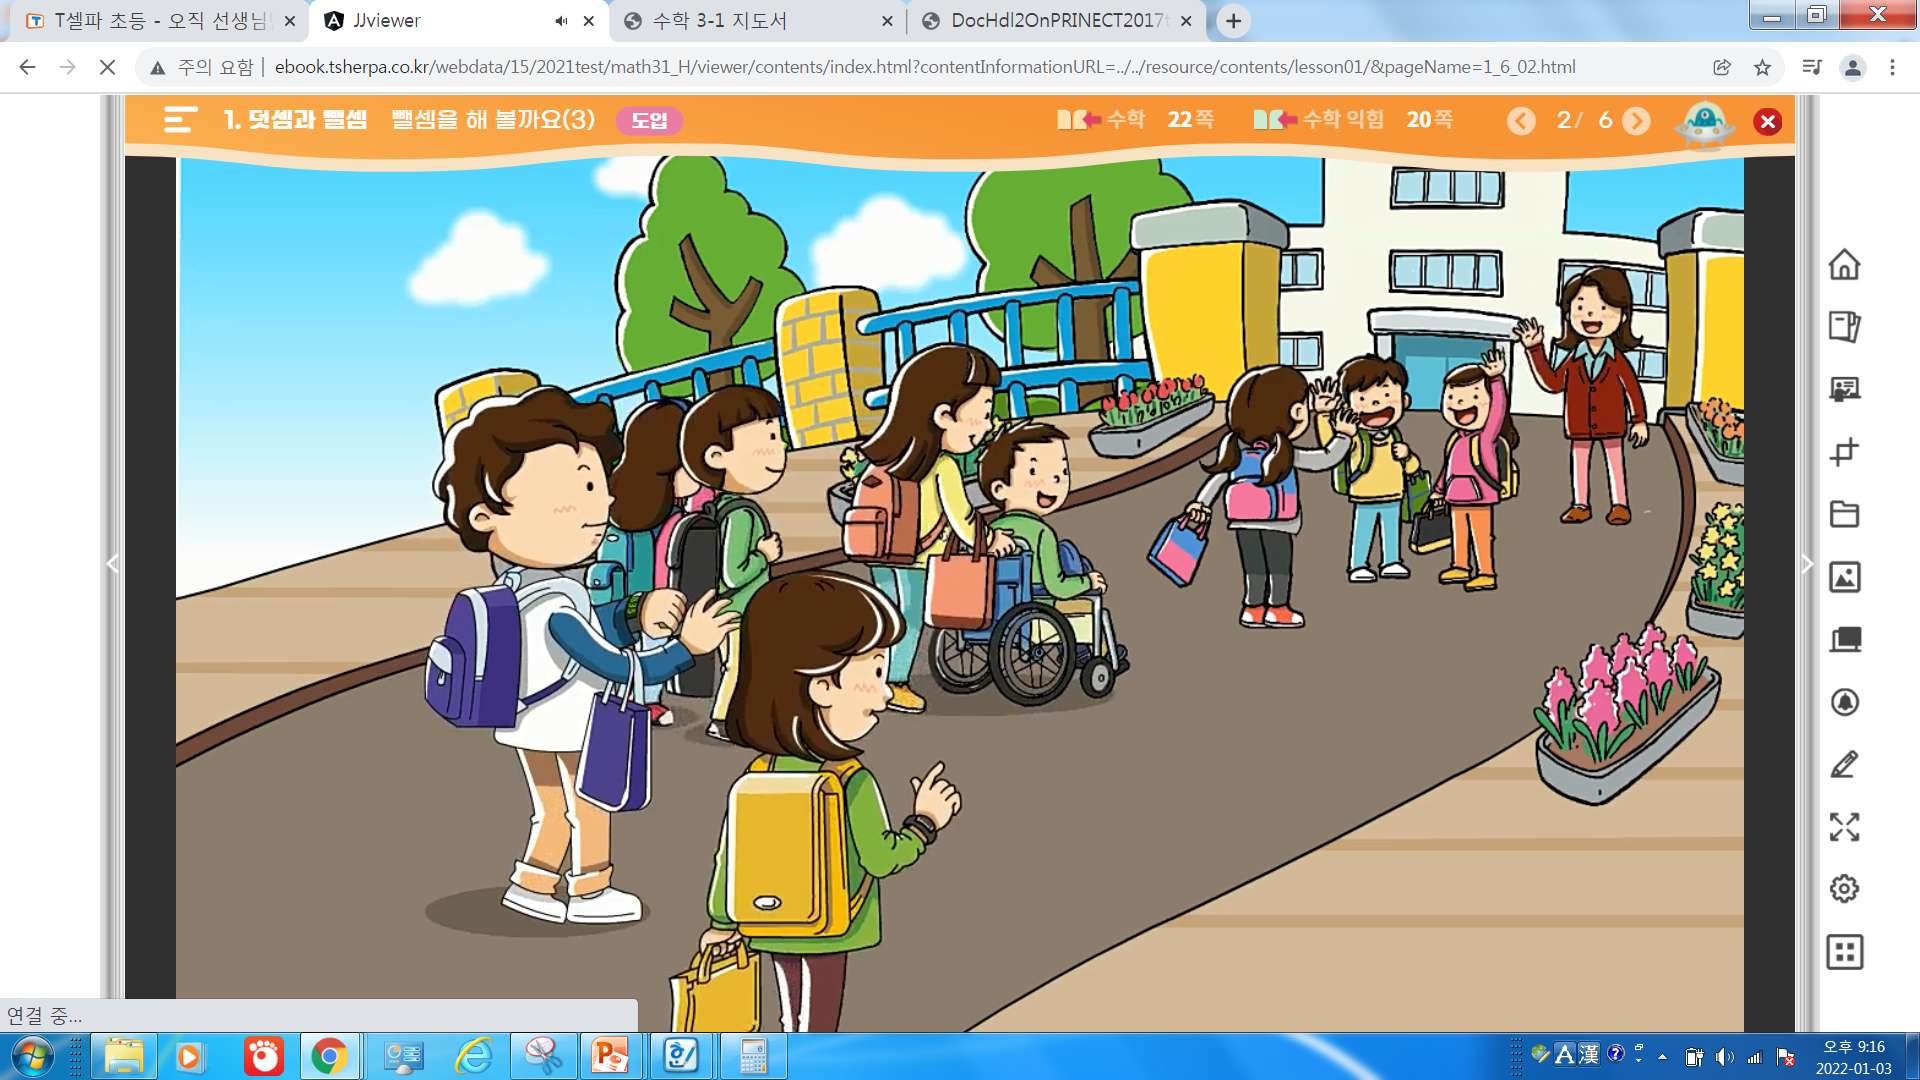 T셀파 초등 - 오직 선생님
JJviewer
수학 3-1 지도서
DocHdl2OnPRINECT2017t
주의 요함
ebook.tsherpa.co.kr/webdata/15/2021test/math31_H/viewer/contents/index.html?contentInformationURL=../../resource/contents/lesson01/&pageName=1_6_02.html
1. 덧셈과 뺄셈 뺄셈을 해 볼까요(3) 도입
수학 22쪽
수학 익힘 20쪽
2/ 6
연결 중...
A 漢
오후 9:16
2022-01-03